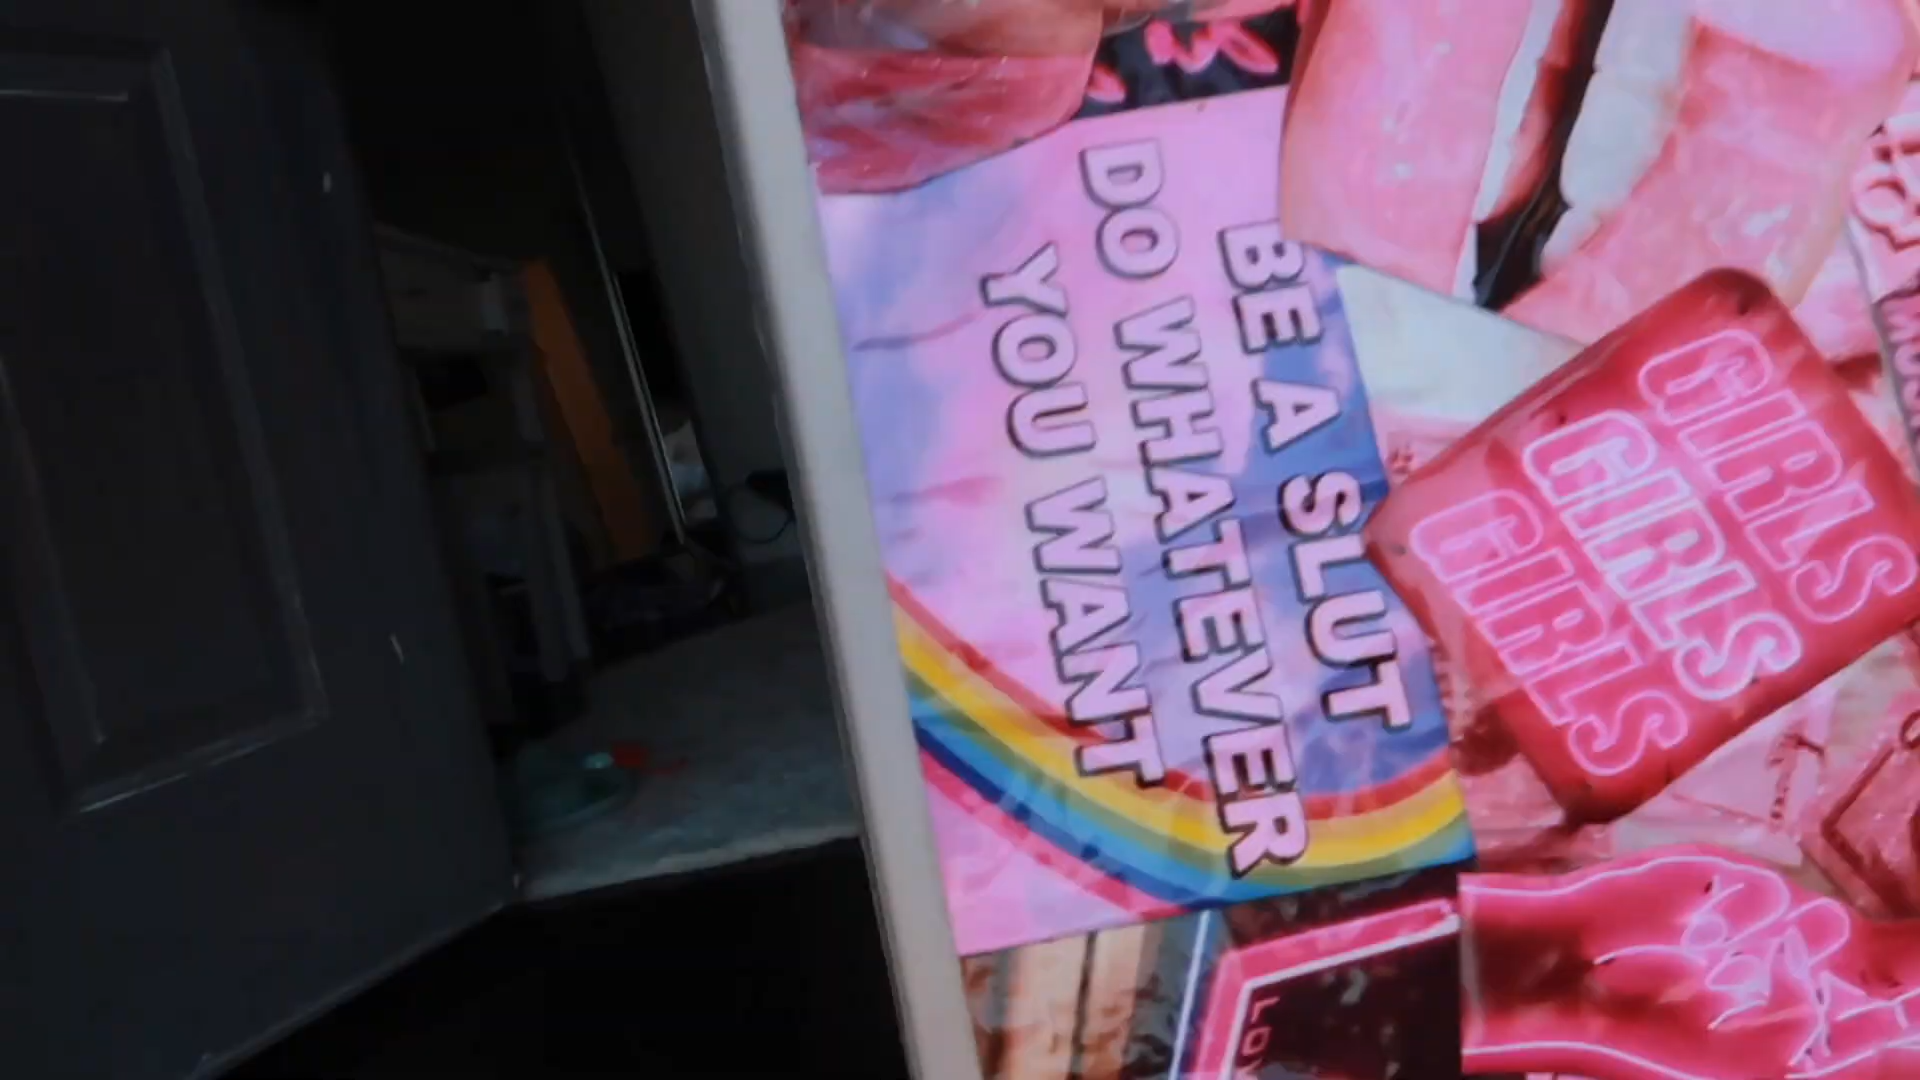 BE A SLUT
DO WHATEVER
YOU WANT
GIRLS
GIRLS
GIRLS